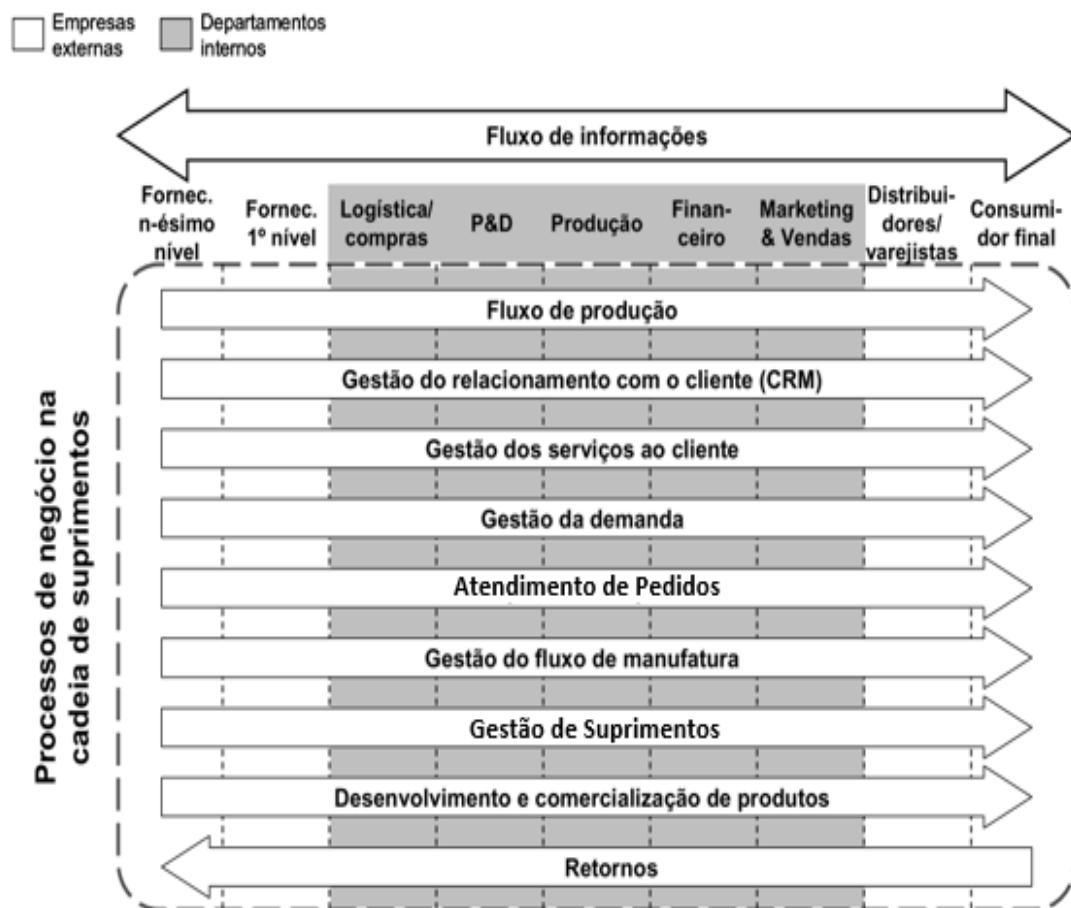 Empresas
externas
Departamentos
internos
Fluxo de informações
Fornec.
n-ésimo
nível
Fornec.
1º nível
Logística/
compras
P&D
Produção
Finan-
ceiro
Marketing
& Vendas
Distribui-
dores/
varejistas
Consumi-
dor final
Processos de negócio na
cadeia de suprimentos
Fluxo de produção
Gestão do relacionamento com o cliente (CRM)
Gestão dos serviços ao cliente
Gestão da demanda
Atendimento de Pedidos
Gestão do fluxo de manufatura
Gestão de Suprimentos
Desenvolvimento e comercialização de produtos
Retornos